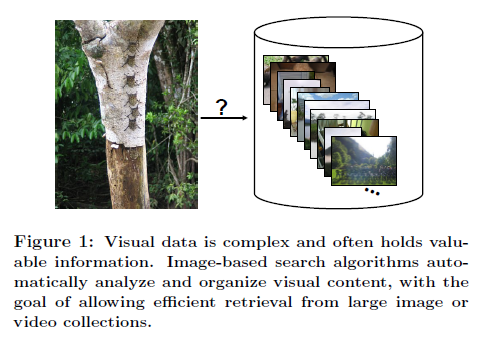 ?
Figure 1: Visual data is complex and often holds valu-
able information. Image-based search algorithms auto-
matically analyze and organize visual content, with the
goal of allowing efficient retrieval from large image or
video collections.